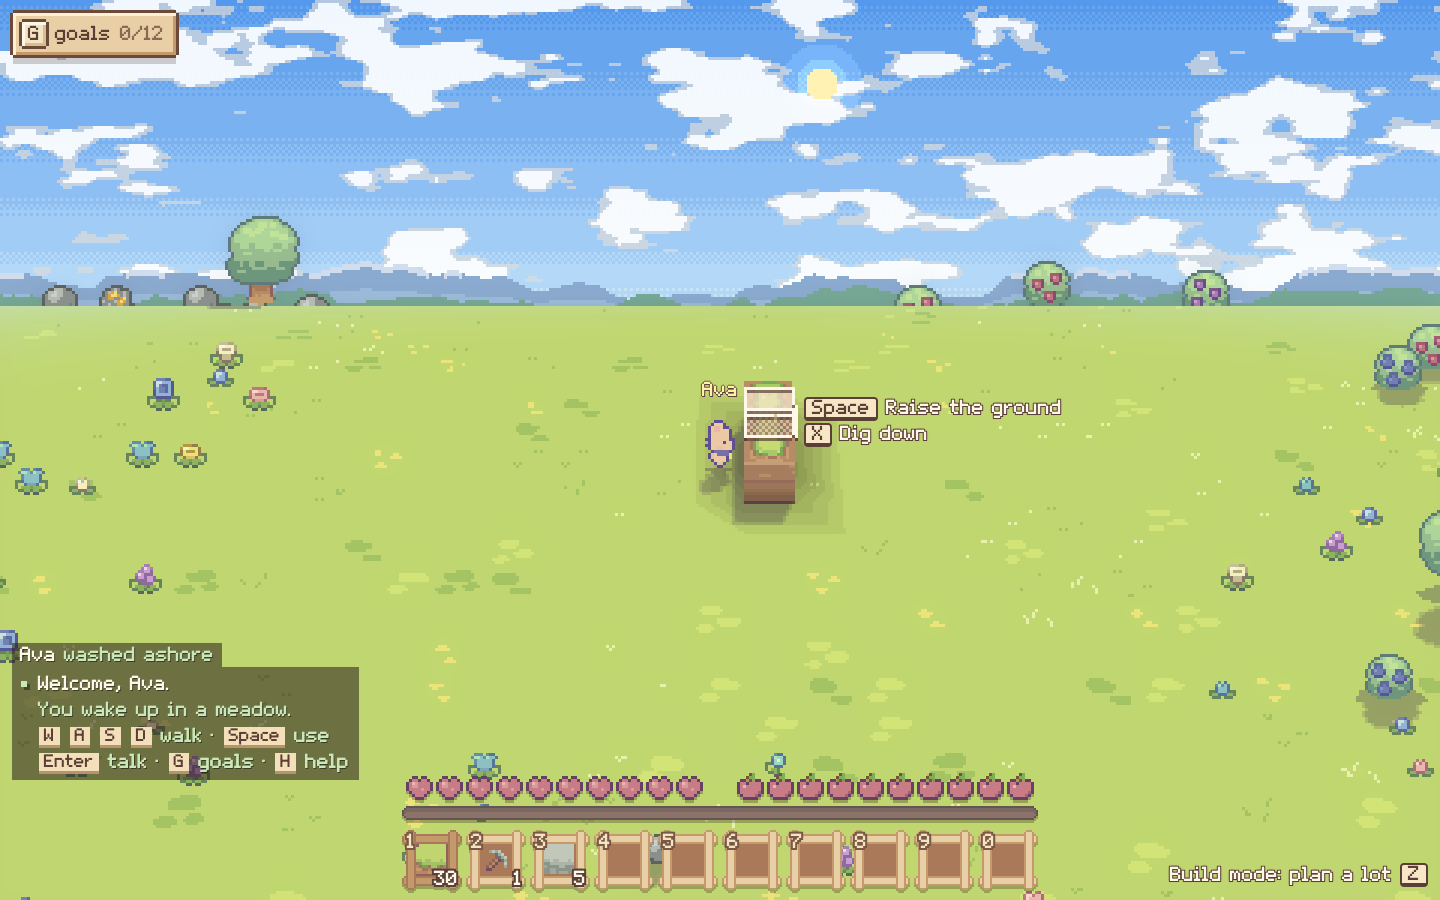 G goals 0/12
Ava
Space Raise the ground
X Dig down
Ava washed ashore
Welcome, Ava.
You wake up in a meadow.
W A S D walk · Space use
Enter talk · G goals · H help
1 2 3 4 5 6 7 8 9 0
30 1 5
Build mode: plan a lot Z